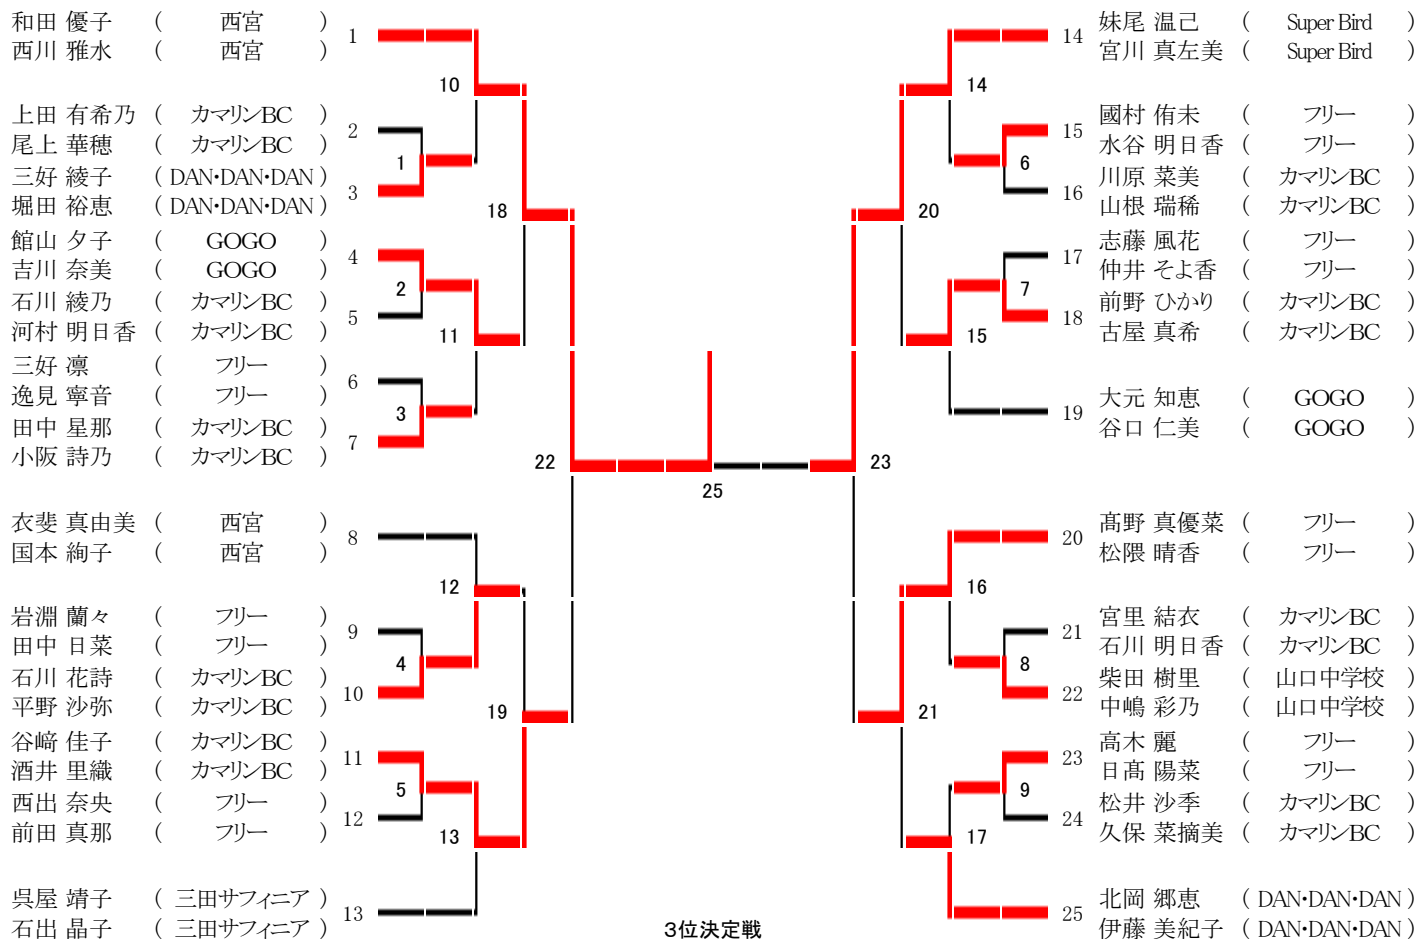 和田 優子 ( 西宮 )
西川 雅水 ( 西宮 )
1
上田 有希乃 ( カマリンBC )
2
尾上 華穂 ( カマリンBC )
三好 綾子 ( DAN・DAN・DAN )
3
堀田 裕恵 ( DAN・DAN・DAN )
館山 夕子 ( GOGO )
4
吉川 奈美 ( GOGO )
石川 綾乃 ( カマリンBC )
5
河村 明日香 ( カマリンBC )
三好 凛 ( フリー )
6
逸見 寧音 ( フリー )
田中 星那 ( カマリンBC )
7
小阪 詩乃 ( カマリンBC )
衣斐 真由美 ( 西宮 )
8
国本 絢子 ( 西宮 )
岩淵 蘭々 ( フリー )
9
田中 日菜 ( フリー )
石川 花詩 ( カマリンBC )
10
平野 沙弥 ( カマリンBC )
谷﨑 佳子 ( カマリンBC )
11
酒井 里織 ( カマリンBC )
西出 奈央 ( フリー )
12
前田 真那 ( フリー )
呉屋 靖子 ( 三田サフィニア )
13
石出 晶子 ( 三田サフィニア )
10
1
18
2
11
3
22
12
4
19
5
13
25
3位決定戦
14
6
20
7
15
23
16
8
21
9
17
妹尾 温己 ( Super Bird )
14
宮川 真左美 ( Super Bird )
國村 侑未 ( フリー )
15
水谷 明日香 ( フリー )
川原 菜美 ( カマリンBC )
16
山根 瑞稀 ( カマリンBC )
志藤 風花 ( フリー )
17
仲井 そよ香 ( フリー )
前野 ひかり ( カマリンBC )
18
古屋 真希 ( カマリンBC )
大元 知恵 ( GOGO )
19
谷口 仁美 ( GOGO )
髙野 真優菜 ( フリー )
20
松隈 晴香 ( フリー )
宮里 結衣 ( カマリンBC )
21
石川 明日香 ( カマリンBC )
柴田 樹里 ( 山口中学校 )
22
中嶋 彩乃 ( 山口中学校 )
高木 麗 ( フリー )
23
日髙 陽菜 ( フリー )
松井 沙季 ( カマリンBC )
24
久保 菜摘美 ( カマリンBC )
北岡 郷恵 ( DAN・DAN・DAN )
25
伊藤 美紀子 ( DAN・DAN・DAN )